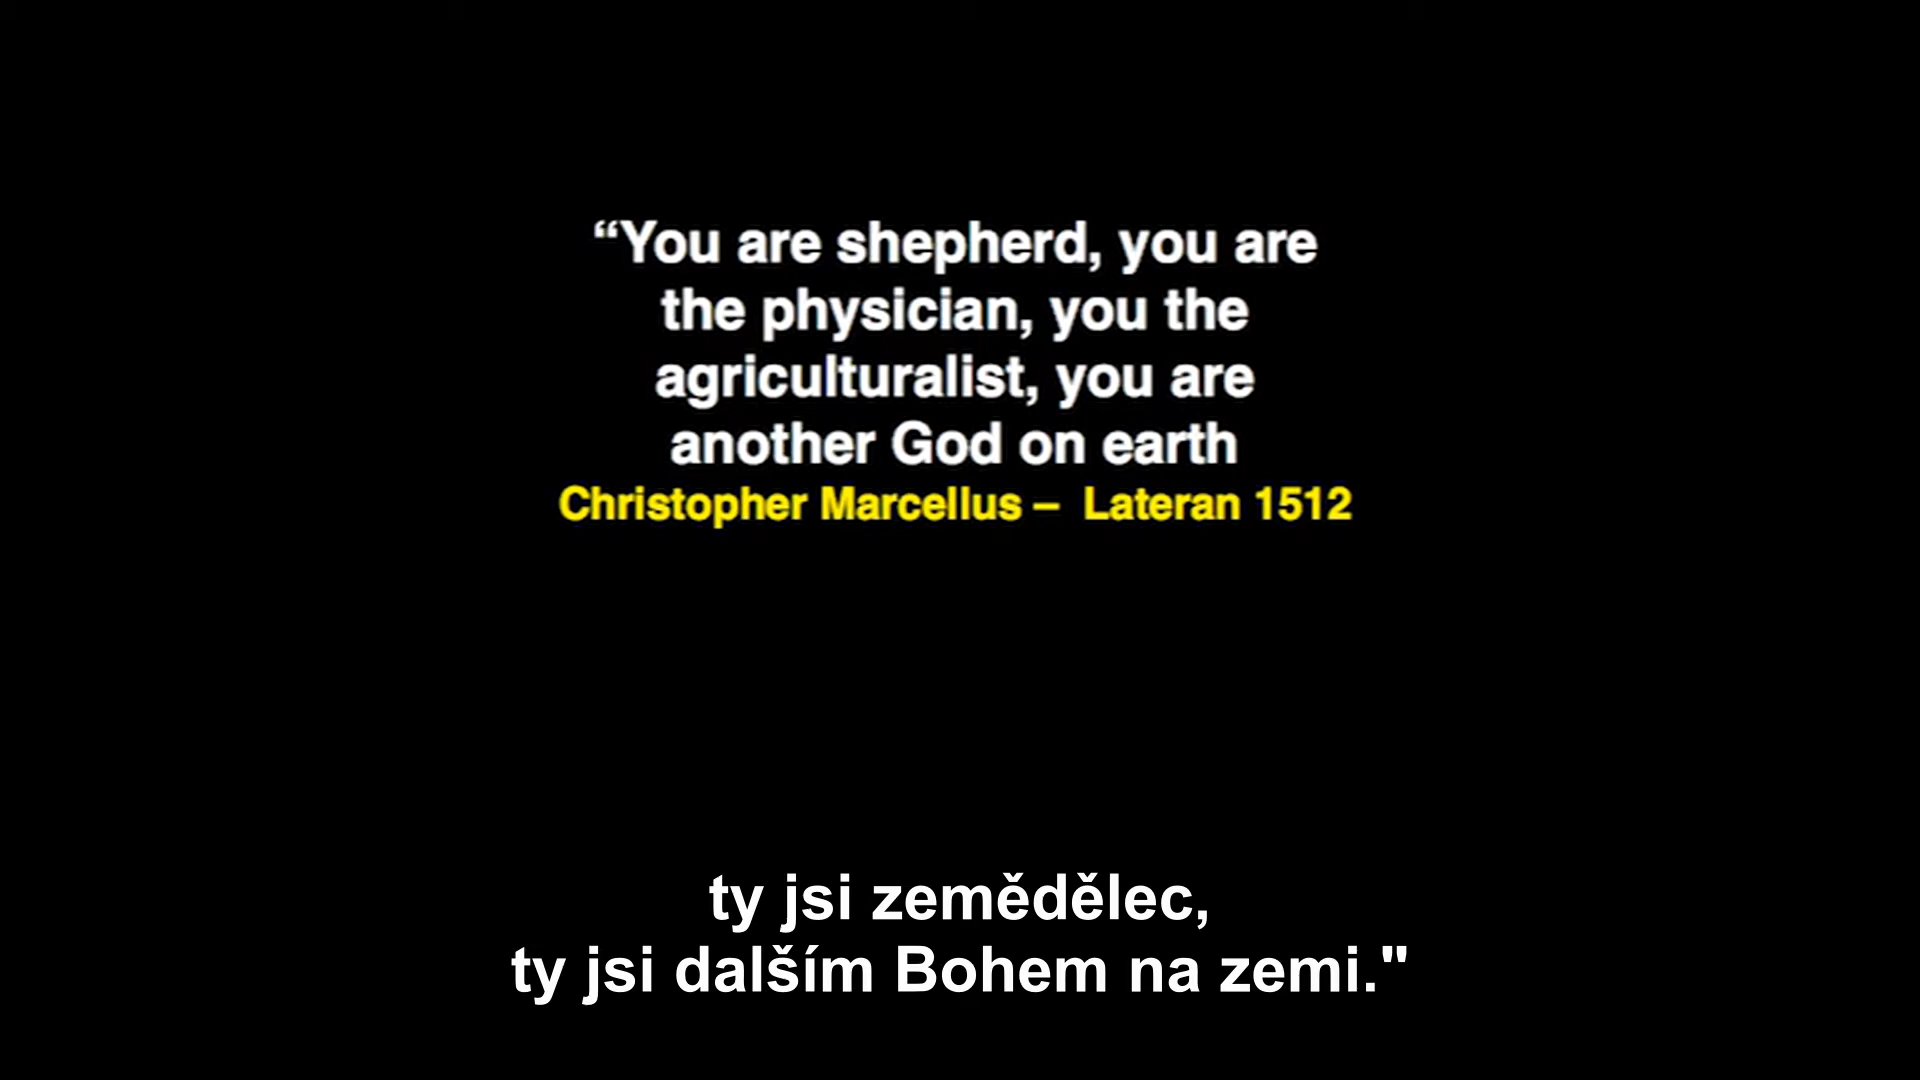 “You are shepherd, you are
the physician, you the
agriculturalist, you are
another God on earth
Christopher Marcellus – Lateran 1512
ty jsi zemědělec,
ty jsi dalším Bohem na zemi."